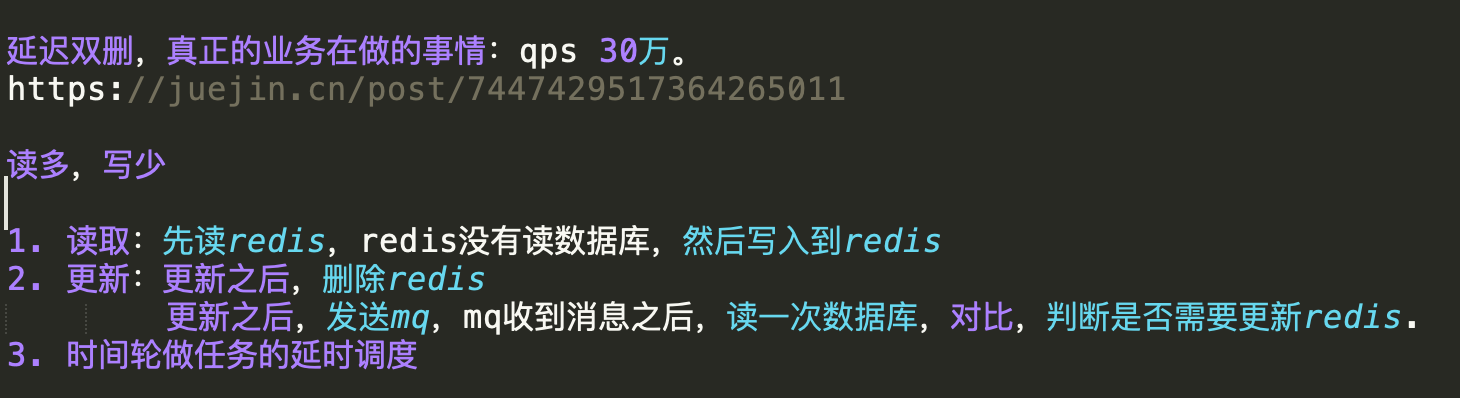 延迟双删，真正的业务在做的事情：qps 30万。
https://juejin.cn/post/7447429517364265011
读多，写少
1. 读取：先读redis，redis没有读数据库，然后写入到redis
2. 更新：更新之后，删除redis
更新之后，发送mq，mq收到消息之后，读一次数据库，对比，判断是否需要更新redis.
3. 时间轮做任务的延时调度